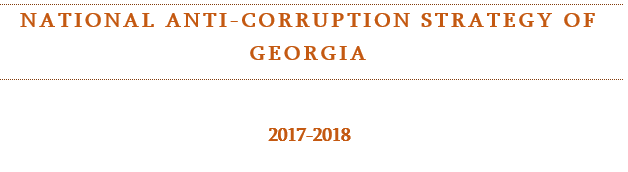 NATIONAL ANTI-CORRUPTION STRATEGY OF
GEORGIA
2017-2018